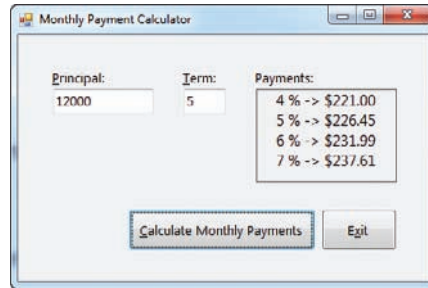 Monthly Payment Calculator
Principal: Term: Payments:
12000 5
4 % -> $221.00
5 % -> $226.45
6 % -> $231.99
7 % -> $237.61
Calculate Monthly Payments Exit